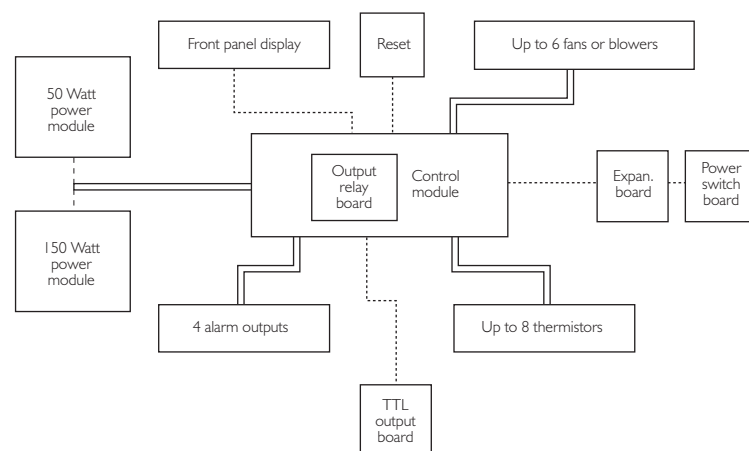 Front panel display
Reset
Up to 6 fans or blowers
50 Watt
power
module
Output
relay
board
Control
module
Expan.
board
Power
switch
board
150 Watt
power
module
4 alarm outputs
Up to 8 thermistors
TTL
output
board